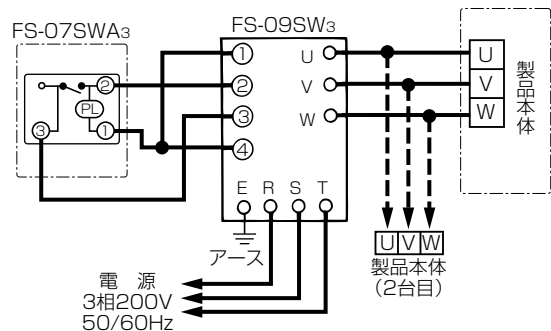 FS-07SWA3
FS-09SW3
①
②
③
④
②
PL
③
①
U
V
W
U
V
W
製品本体
E R S T
アース
UVW
製品本体
(2台目)
電 源
3相200V
50/60Hz